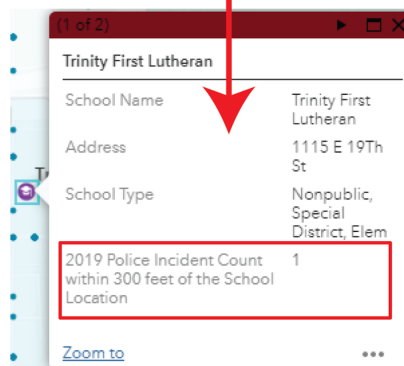 (1 of 2)
Trinity First Lutheran
School Name Trinity First
Lutheran
Address 1115 E 19Th
St
School Type Nonpublic,
Special
District, Elem
2019 Police Incident Count 1
within 300 feet of the School
Location
Zoom to